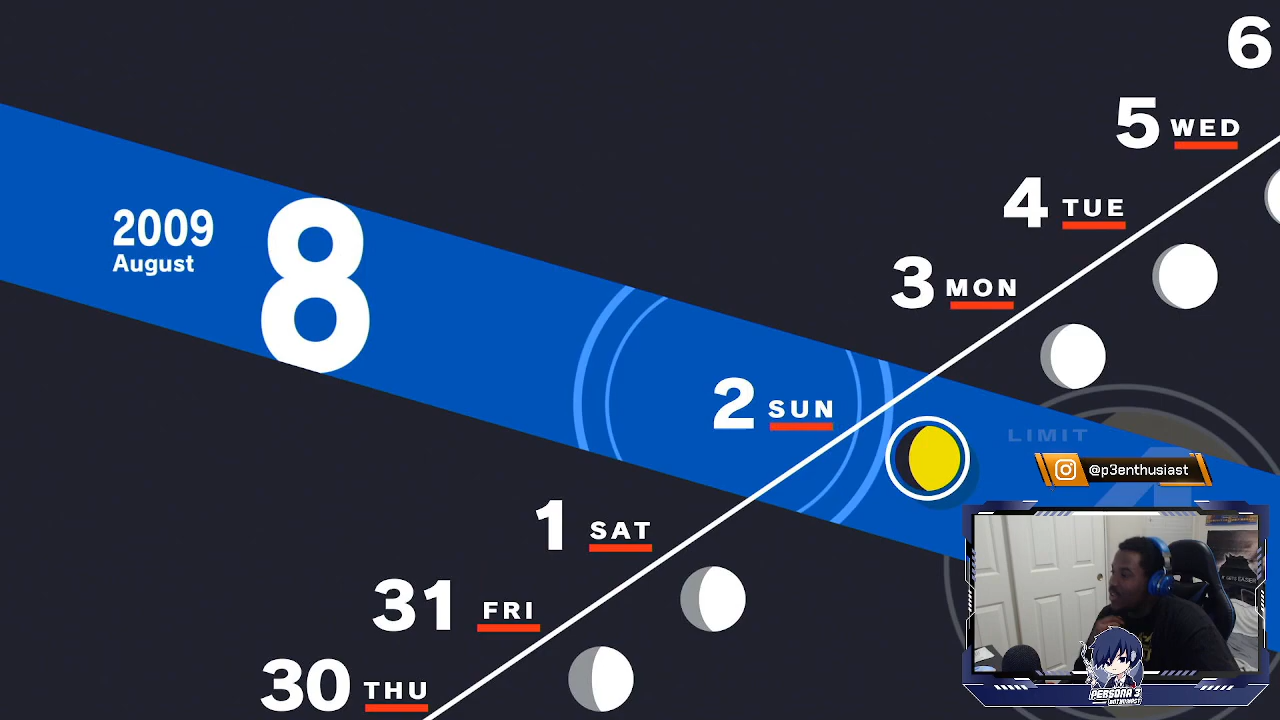 6
5 WED
4 TUE
2009
August
8
3 MON
2 SUN
LIMIT
@p3enthusiast
1 SAT
31 FRI
30 THU
PERSONA 3
ENTHUSIAST